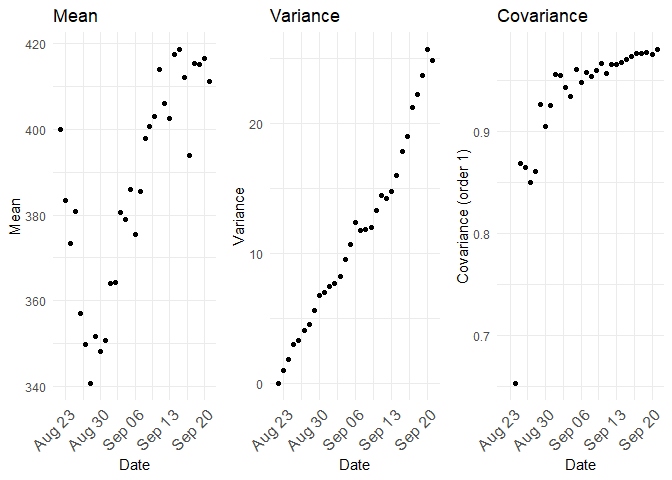 Mean
Mean
420
400
380
360
340
Aug 23
Aug 30
Sep 06
Sep 13
Sep 20
Date
Variance
Variance
20
10
0
Aug 23
Aug 30
Sep 06
Sep 13
Sep 20
Date
Covariance
Covariance (order 1)
0.9
0.8
0.7
Aug 23
Aug 30
Sep 06
Sep 13
Sep 20
Date